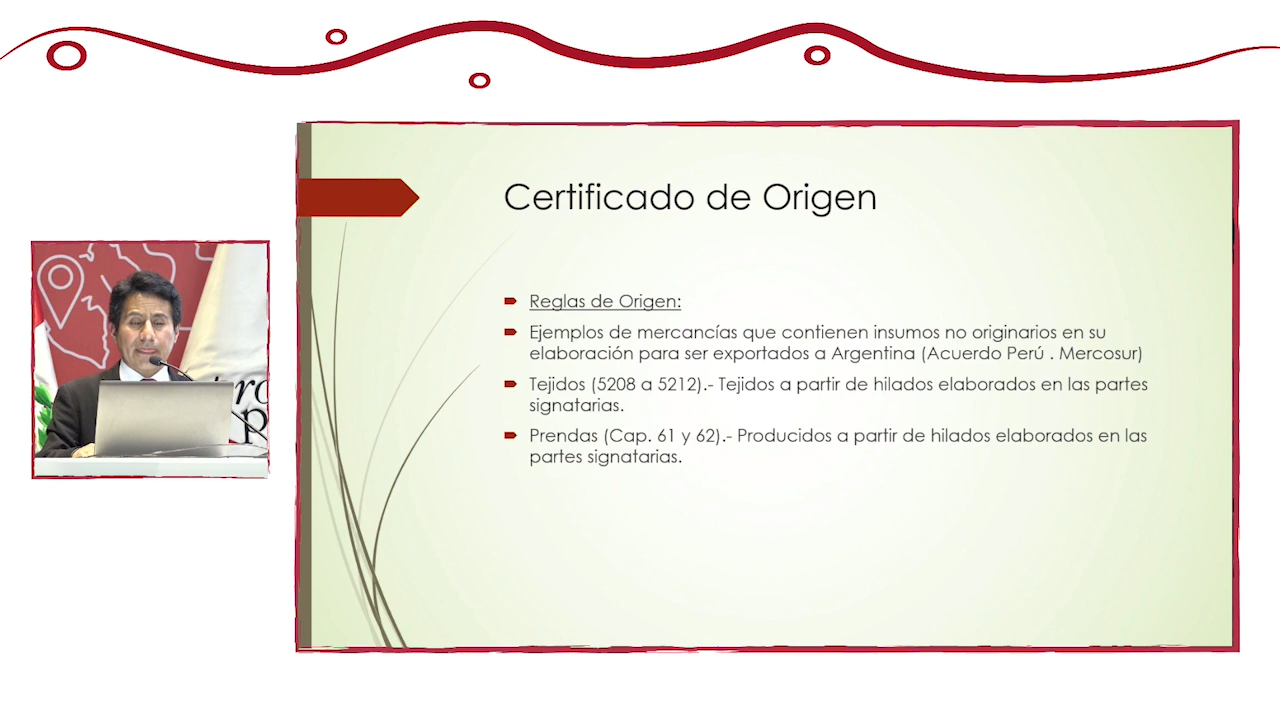 Certificado de Origen
Reglas de Origen:
Ejemplos de mercancías que contienen insumos no originarios en su
elaboración para ser exportados a Argentina (Acuerdo Perú . Mercosur)
Tejidos (5208 a 5212).- Tejidos a partir de hilados elaborados en las partes
signatarias.
Prendas (Cap. 61 y 62).- Producidos a partir de hilados elaborados en las
partes signatarias.